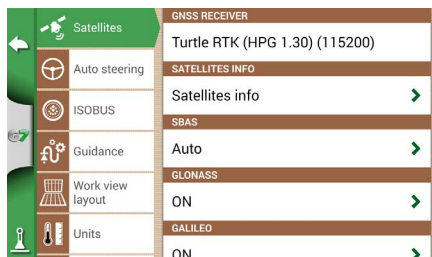 Satellites
Auto steering
ISOBUS
Guidance
Work view
layout
Units
GNSS RECEIVER
Turtle RTK (HPG 1.30) (115200)
SATELLITES INFO
Satellites info
SBAS
Auto
GLONASS
ON
GALILEO
ON